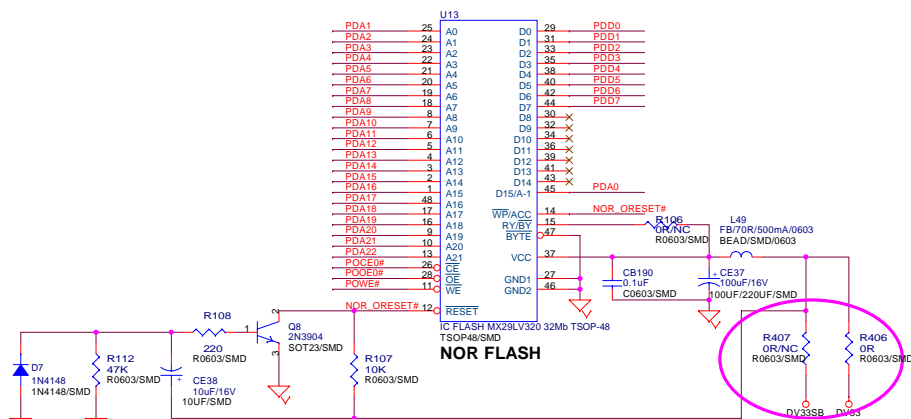 U13
PDA1 25 A0 D0 29 PDD0
PDA2 24 A1 D1 31 PDD1
PDA3 23 A2 D2 33 PDD2
PDA4 22 A3 D3 35 PDD3
PDA5 21 A4 D4 38 PDD4
PDA6 20 A5 D5 40 PDD5
PDA7 19 A6 D6 42 PDD6
PDA8 18 A7 D7 44 PDD7
PDA9 8 A8 D8 30
PDA10 7 A9 D9 32
PDA11 6 A10 D10 34
PDA12 5 A11 D11 36
PDA13 4 A12 D12 39
PDA14 3 A13 D13 41
PDA15 2 A14 D14 43
PDA16 1 A15 D15/A-1 45 PDA0
PDA17 48 A16
PDA18 17 A17 WP/ACC 14 NOR_ORESET#
PDA19 16 A18 RY/BY 15
PDA20 9 A19 BYTE 47
PDA21 10 A20
PDA22 13 A21 VCC 37
POCE0# 26 CE
POOE0# 28 OE GND1 27
POWE# 11 WE GND2 46
NOR_ORESET# 12 RESET
IC FLASH MX29LV320 32Mb TSOP-48
TSOP48/SMD
NOR FLASH
R106
0R/NC
R0603/SMD
L49
FB/70R/500mA/0603
BEAD/SMD/0603
CB190
0.1uF
C0603/SMD
CE37
100uF/16V
100UF/220UF/SMD
R407
0R/NC
R0603/SMD
R406
0R
R0603/SMD
DV33SB
DV33
D7
1N4148
1N4148/SMD
R112
47K
R0603/SMD
CE38
10uF/16V
10UF/SMD
R108
220
R0603/SMD
1
2
3
Q8
2N3904
SOT23/SMD
R107
10K
R0603/SMD